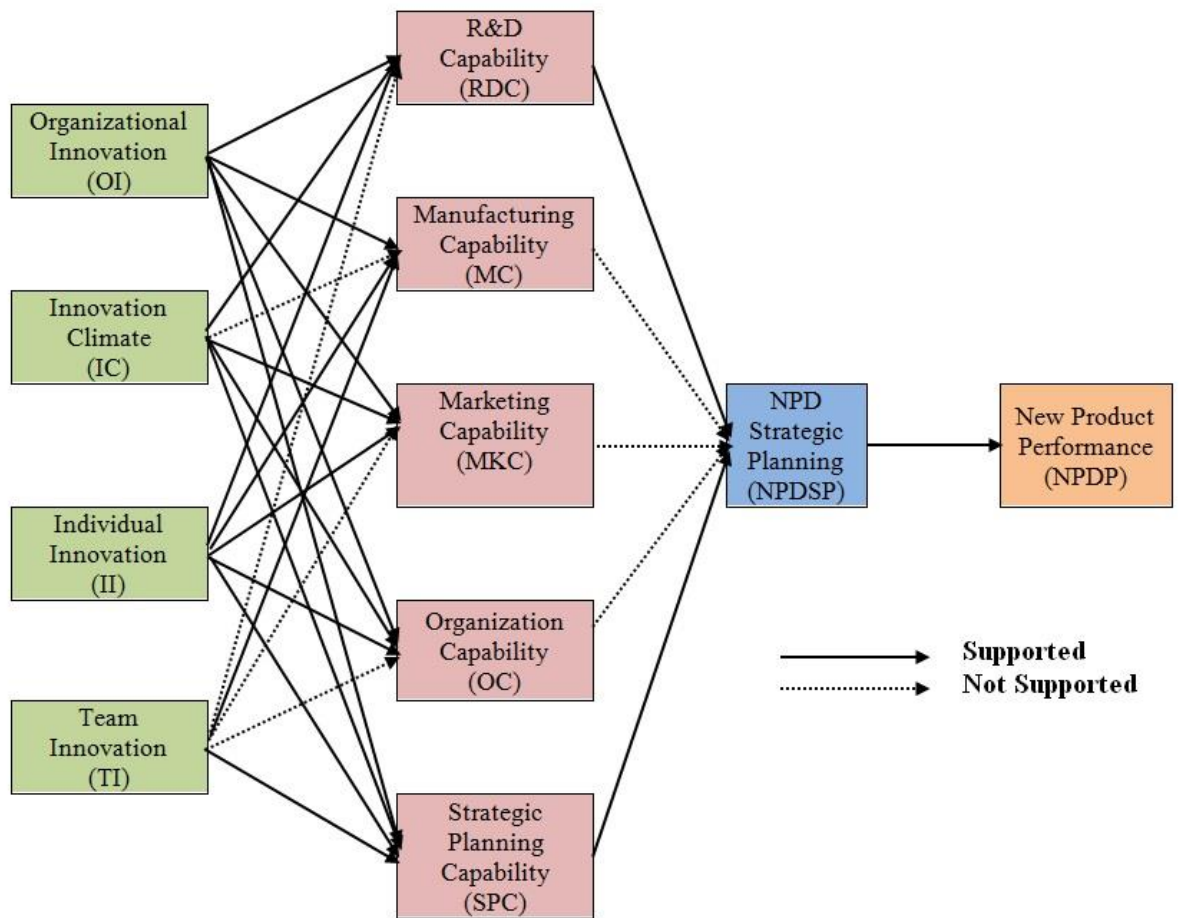 R&D
Capability
(RDC)
Organizational
Innovation
(OI)
Manufacturing
Capability
(MC)
Innovation
Climate
(IC)
Marketing
Capability
(MKC)
NPD
Strategic
Planning
(NPDSP)
New Product
Performance
(NPDP)
Individual
Innovation
(II)
Organization
Capability
(OC)
Supported
Not Supported
Team
Innovation
(TI)
Strategic
Planning
Capability
(SPC)